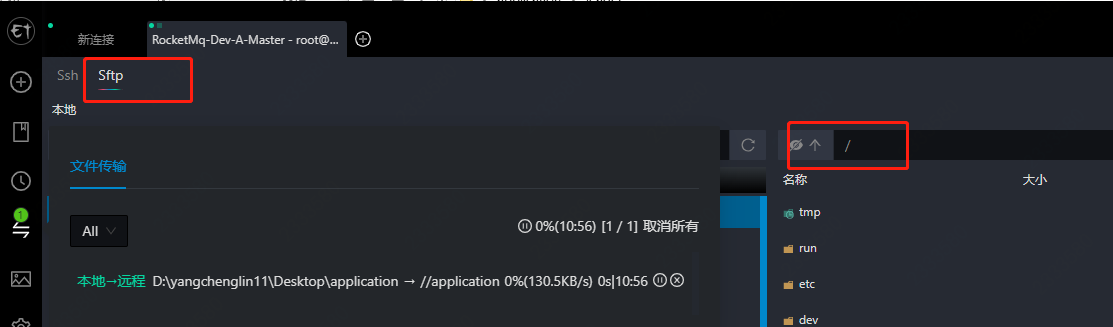 新连接
RocketMq-Dev-A-Master - root@...
Ssh Sftp
本地
文件传输
/
名称 大小
All
0%(10:56) [1 / 1] 取消所有
本地→远程 D:\yangchenglin11\Desktop\application → //application 0%(130.5KB/s) 0s|10:56
tmp
run
etc
dev
1